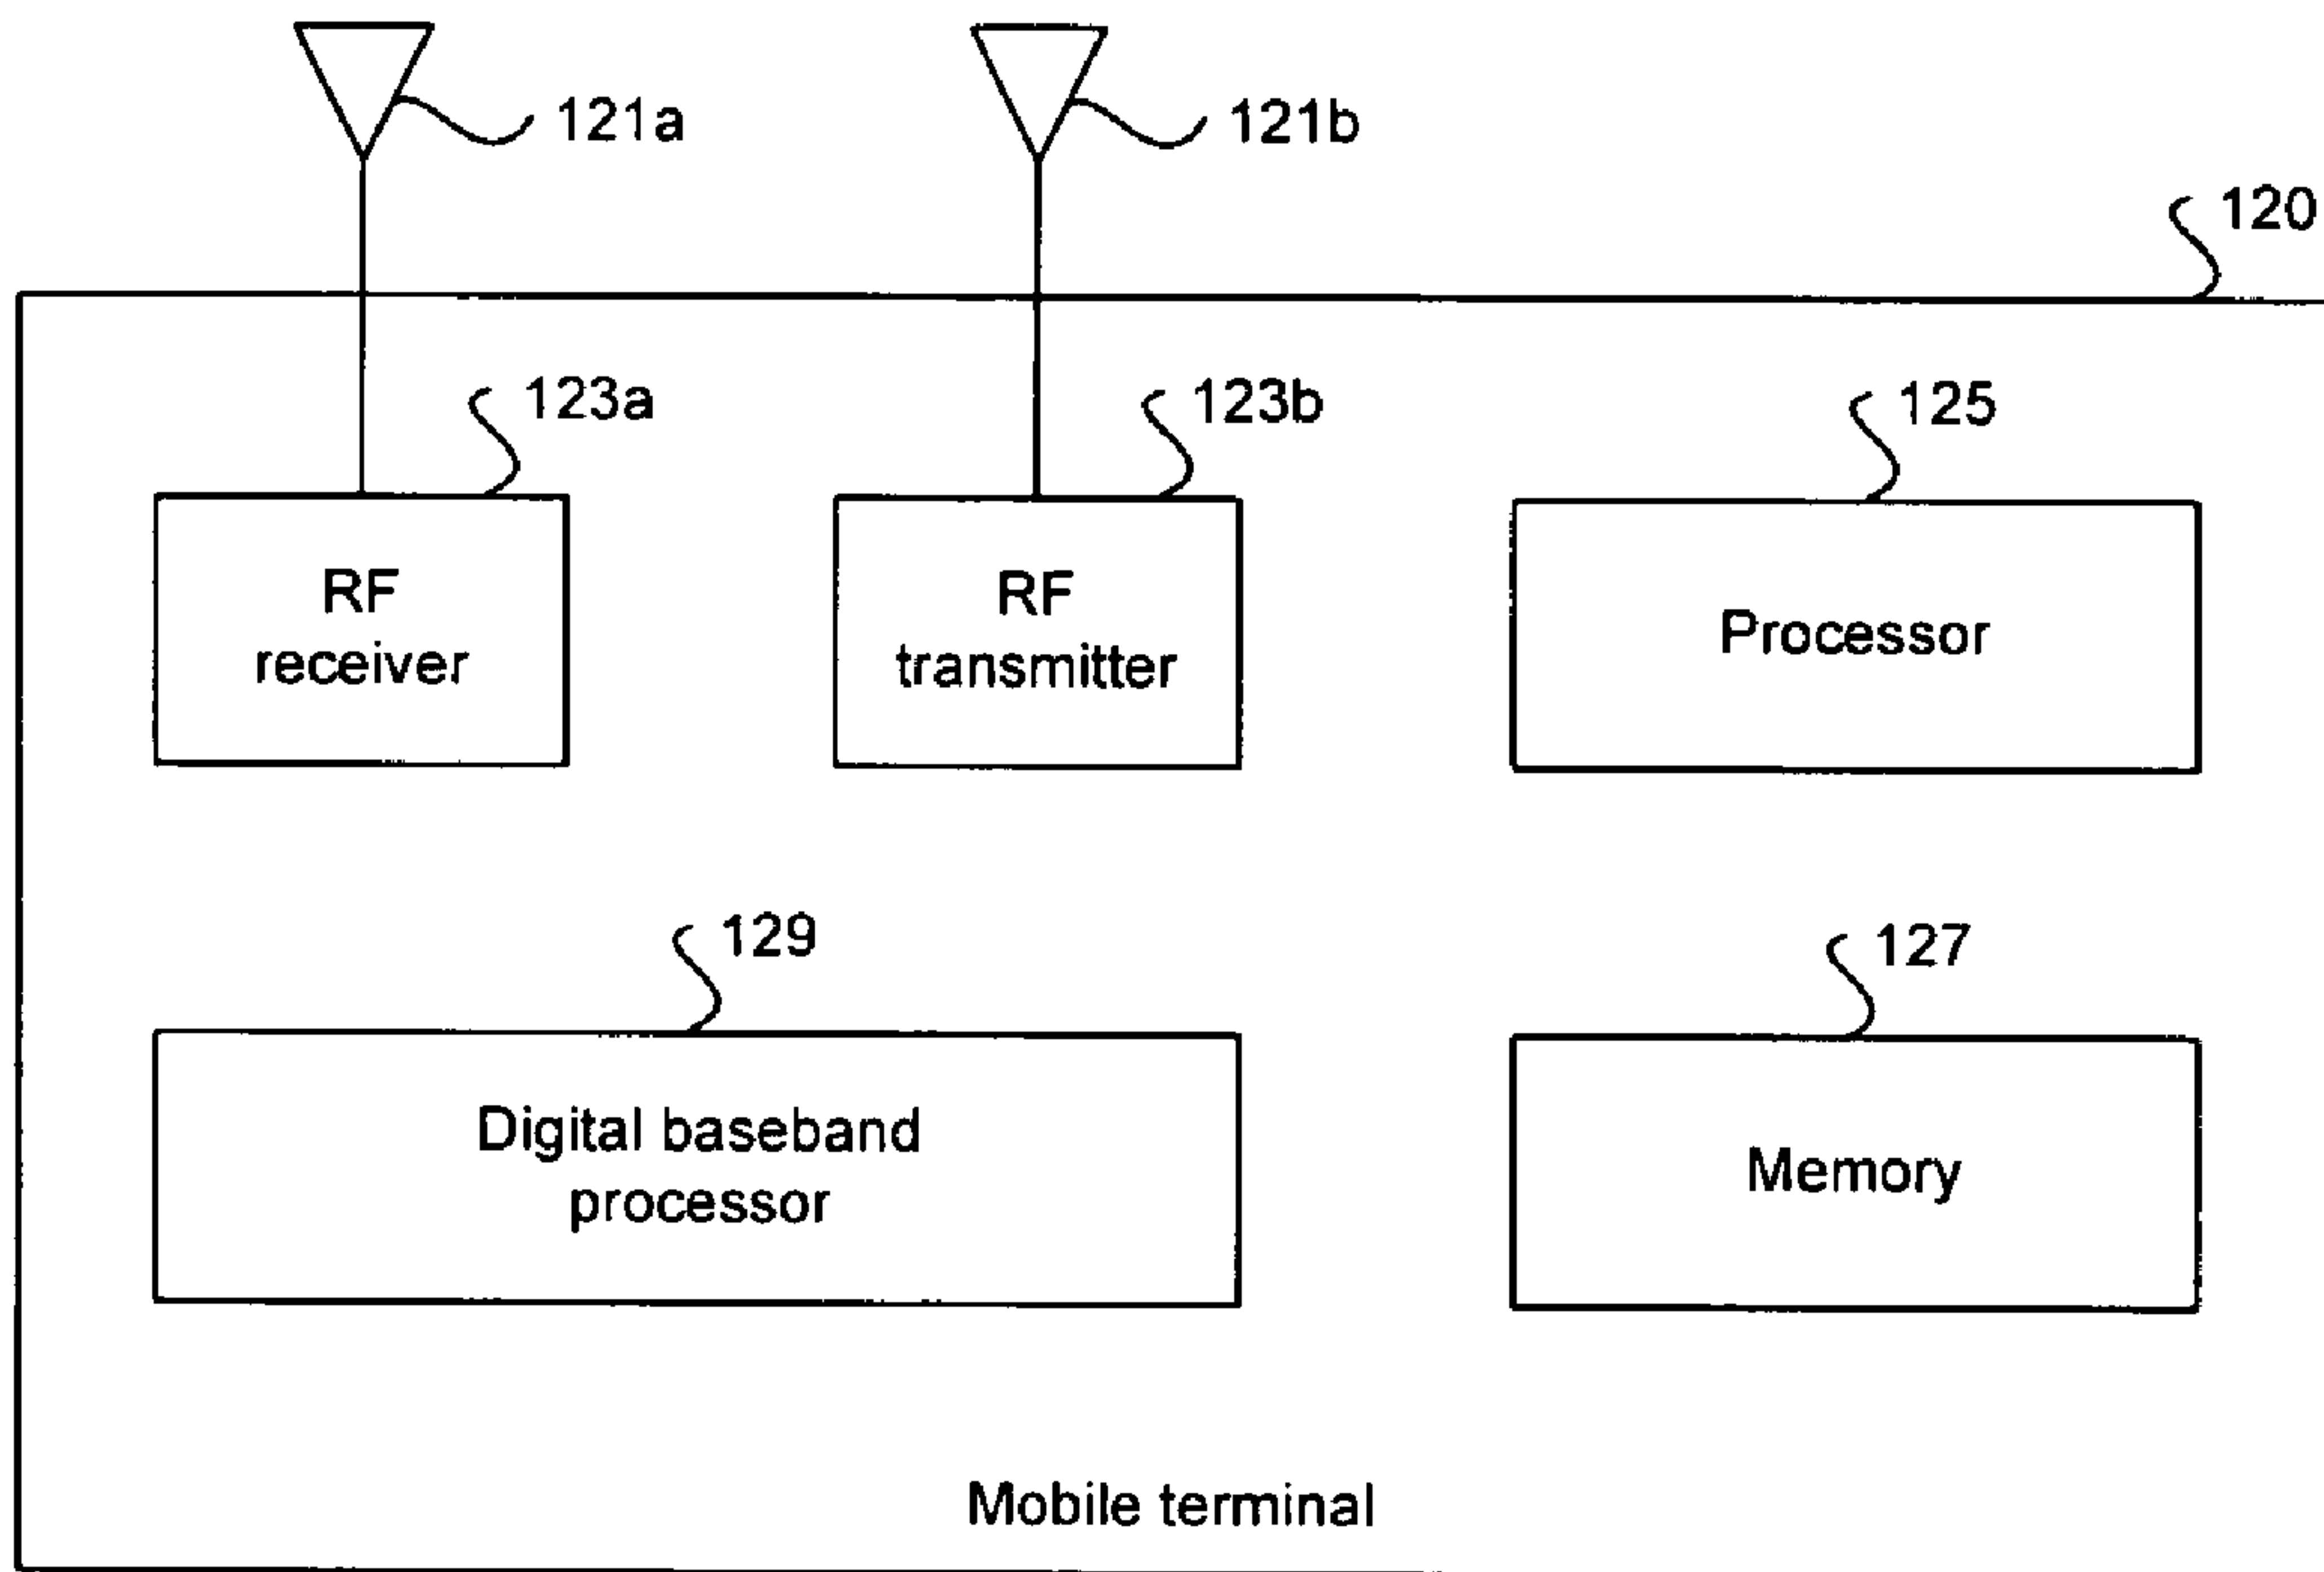 121a
121b
120
123a
123b
125
RF
receiver
RF
transmitter
Processor
129
127
Digital baseband
processor
Memory
Mobile terminal